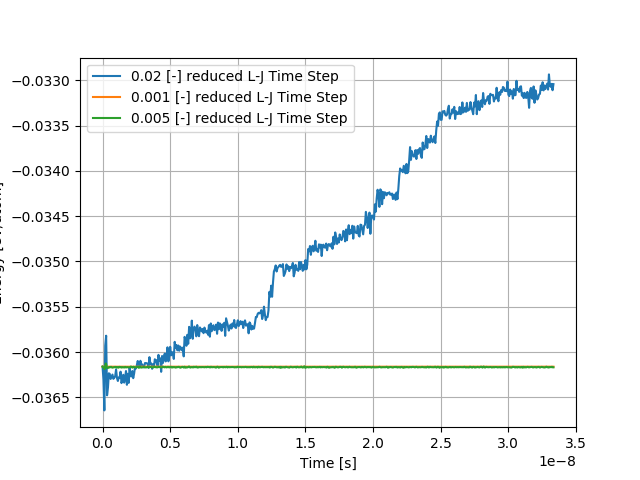 0.02 [-] reduced L-J Time Step
0.001 [-] reduced L-J Time Step
0.005 [-] reduced L-J Time Step
−0.0330
−0.0335
−0.0340
−0.0345
−0.0350
−0.0355
−0.0360
−0.0365
0.0 0.5 1.0 1.5 2.0 2.5 3.0 3.5
Time [s]
1e−8